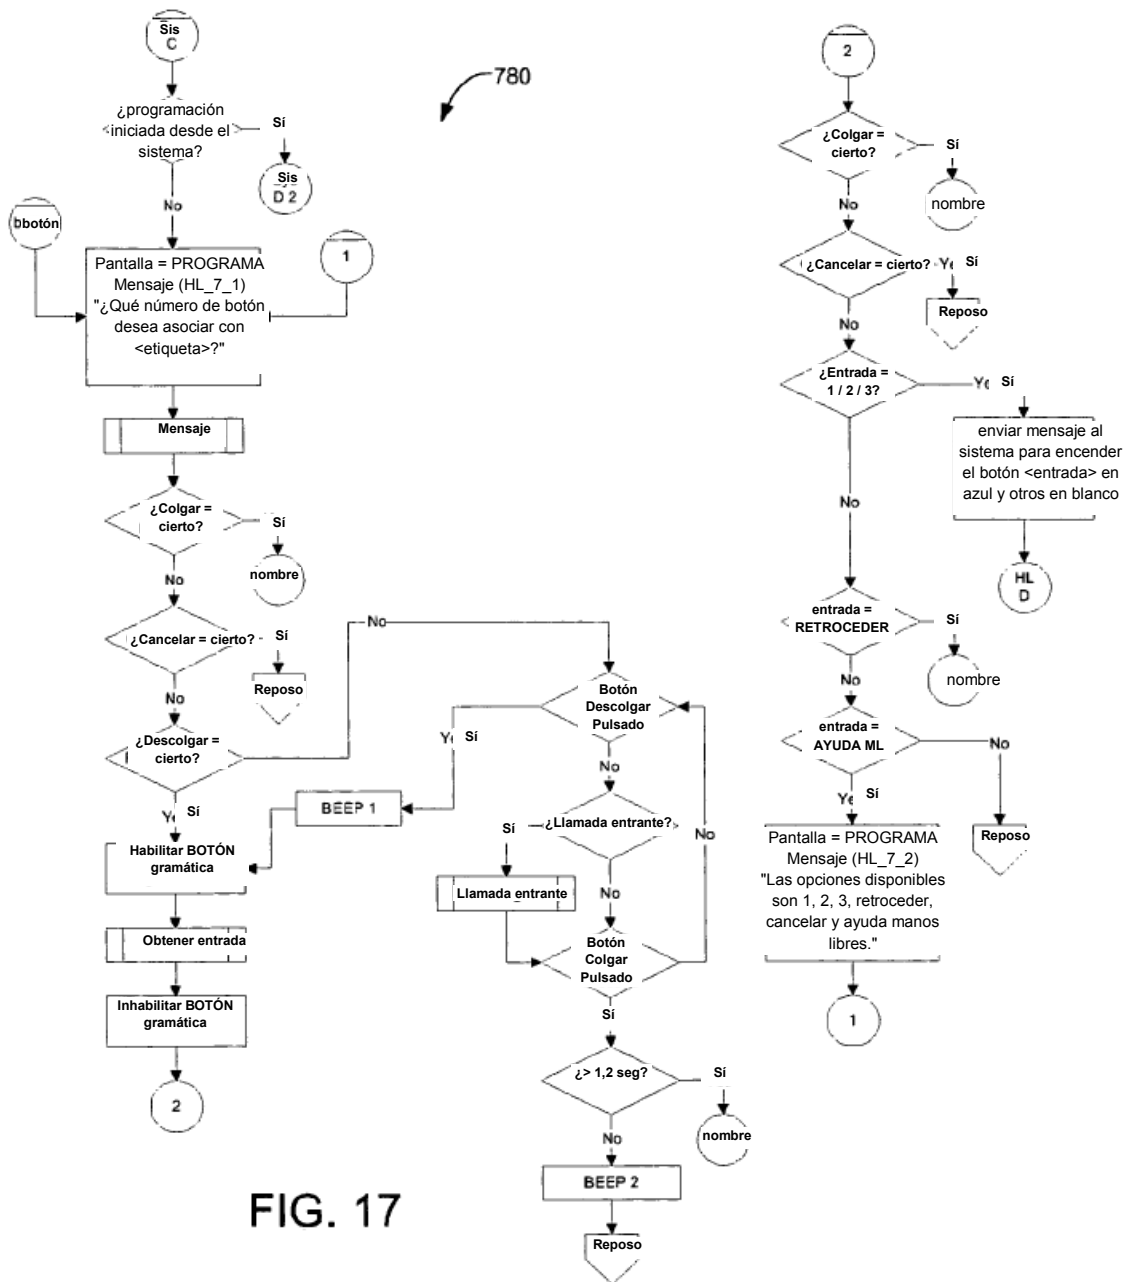 Sis
C
780
¿programación
iniciada desde el
sistema?
Sí
Sis
D 2
No
bbotón
1
Pantalla = PROGRAMA
Mensaje (HL_7_1)
"¿Qué número de botón
desea asociar con
<etiqueta>?"
Mensaje
¿Colgar =
cierto?
Sí
nombre
No
¿Cancelar = cierto?
Sí
Reposo
No
¿Descolgar =
cierto?
No
Ye Sí
Habilitar BOTÓN
gramática
Obtener entrada
Inhabilitar BOTÓN
gramática
2
Botón
Descolgar
Pulsado
Ye Sí
BEEP 1
No
¿Llamada entrante?
Sí
No
Llamada entrante
No
Botón
Colgar
Pulsado
Sí
¿> 1,2 seg?
Sí
nombre
No
BEEP 2
Reposo
2
¿Colgar =
cierto?
Sí
nombre
No
¿Cancelar = cierto?
Ye Sí
Reposo
No
¿Entrada =
1 / 2 / 3?
Ye Sí
enviar mensaje al
sistema para encender
el botón <entrada> en
azul y otros en blanco
HL
D
No
entrada =
RETROCEDER
Sí
nombre
No
entrada =
AYUDA ML
No
Reposo
Ye Sí
Pantalla = PROGRAMA
Mensaje (HL_7_2)
"Las opciones disponibles
son 1, 2, 3, retroceder,
cancelar y ayuda manos
libres."
1
FIG. 17